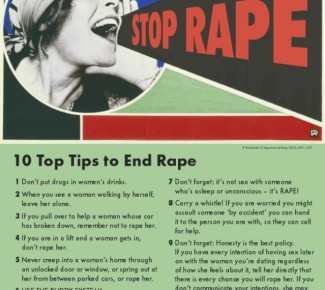 STOP RAPE
10 Top Tips to End Rape
1 Don't put drugs in women's drinks.
2 When you see a woman walking by herself,
leave her alone.
3 If you pull over to help a woman whose car
has broken down, remember not to rape her.
4 If you are in a lift and a woman gets in,
don't rape her.
5 Never creep into a woman's home through
an unlocked door or window, or spring out at
her from between parked cars, or rape her.
7 Don't forget: it's not sex with someone
who's asleep or unconscious – it's RAPE!
8 Carry a whistle! If you are worried you might
assault someone 'by accident' you can hand
it to the person you are with, so they can call
for help.
9 Don't forget: Honesty is the best policy.
If you have every intention of having sex later
on with the woman you're dating regardless
of how she feels about it, tell her directly that
there is every chance you will rape her. If you
don't communicate your intentions, she may